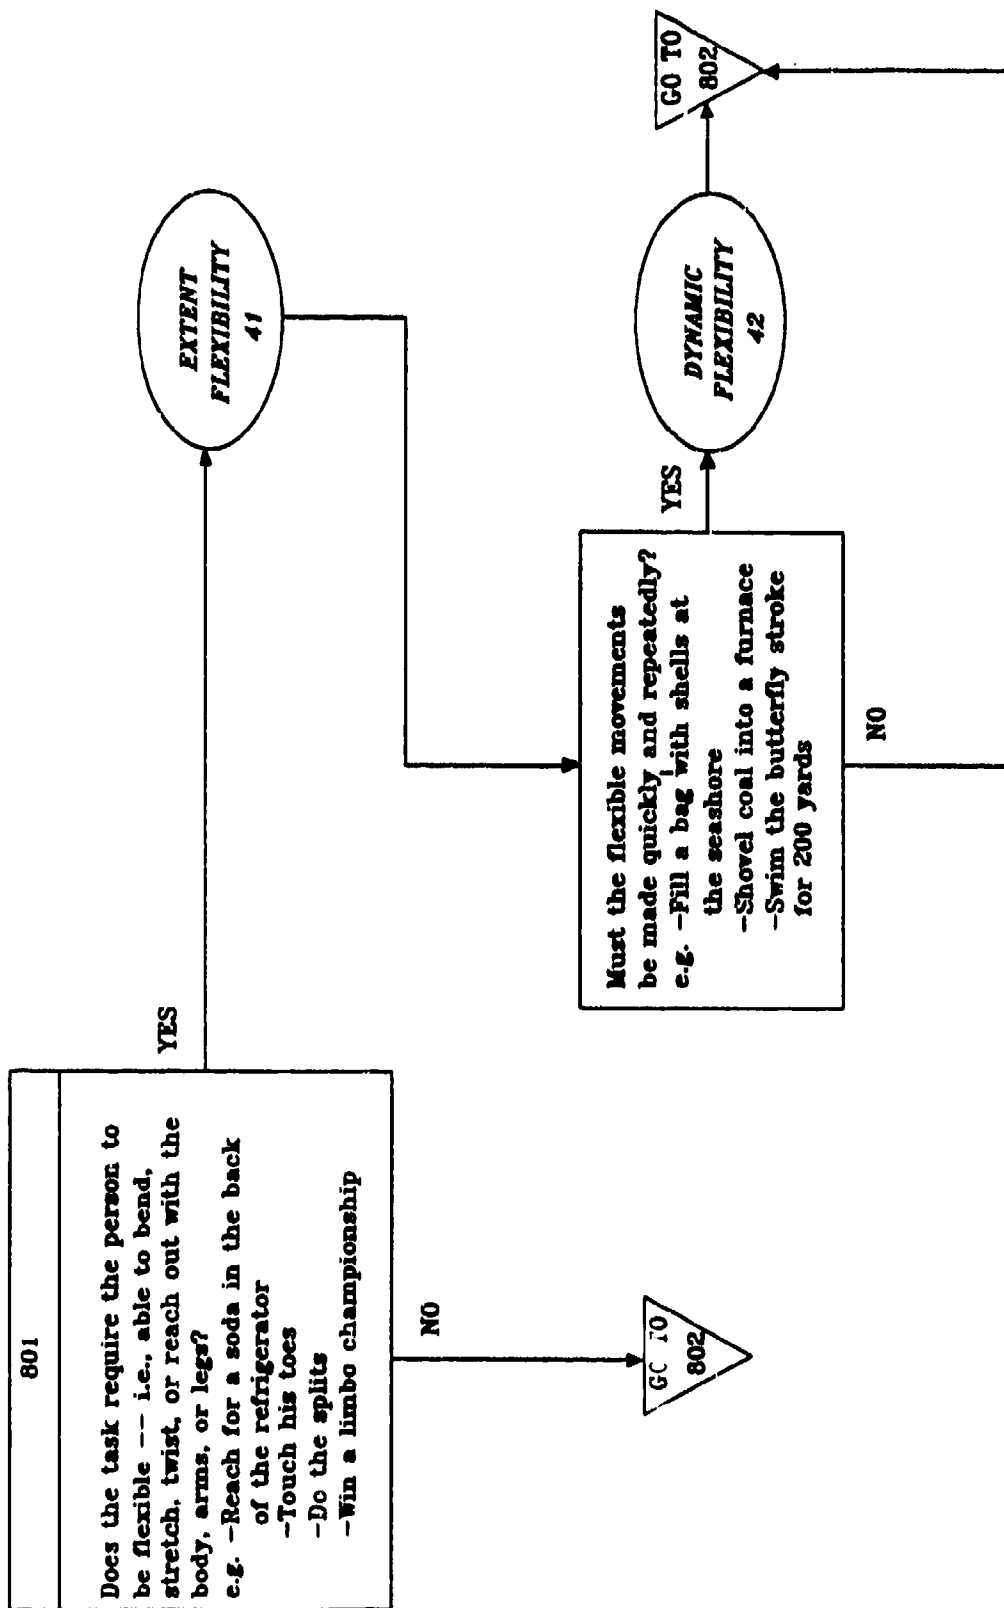 801
Does the task require the person to
be flexible -- i.e., able to bend,
stretch, twist, or reach out with the
body, arms, or legs?
e.g. -Reach for a soda in the back
of the refrigerator
-Touch his toes
-Do the splits
-Win a limbo championship
YES
NO
GO TO
802
EXTENT
FLEXIBILITY
41
Must the flexible movements
be made quickly and repeatedly?
e.g. -Fill a bag with shells at
the seashore
-Shovel coal into a furnace
-Swim the butterfly stroke
for 200 yards
YES
NO
DYNAMIC
FLEXIBILITY
42
GO TO
802